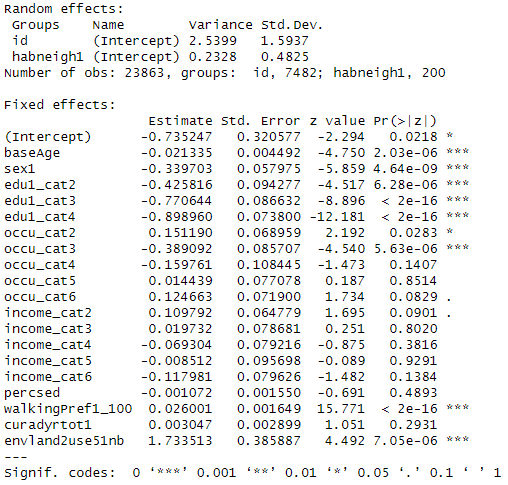 Random effects:
Groups Name Variance Std.Dev.
id (Intercept) 2.5399 1.5937
habneigh1 (Intercept) 0.2328 0.4825
Number of obs: 23863, groups: id, 7482; habneigh1, 200
Fixed effects:
Estimate Std. Error z value Pr(>|z|)
(Intercept) -0.735247 0.320577 -2.294 0.0218 *
baseAge -0.021335 0.004492 -4.750 2.03e-06 ***
sex1 -0.339703 0.057975 -5.859 4.64e-09 ***
edu1_cat2 -0.425816 0.094277 -4.517 6.28e-06 ***
edu1_cat3 -0.770644 0.086632 -8.896 < 2e-16 ***
edu1_cat4 -0.898960 0.073800 -12.181 < 2e-16 ***
occu_cat2 0.151190 0.068959 2.192 0.0283 *
occu_cat3 -0.389092 0.085707 -4.540 5.63e-06 ***
occu_cat4 -0.159761 0.108445 -1.473 0.1407
occu_cat5 0.014439 0.077078 0.187 0.8514
occu_cat6 0.124663 0.071900 1.734 0.0829 .
income_cat2 0.109792 0.064779 1.695 0.0901 .
income_cat3 0.019732 0.078681 0.251 0.8020
income_cat4 -0.069304 0.079216 -0.875 0.3816
income_cat5 -0.008512 0.095698 -0.089 0.9291
income_cat6 -0.117981 0.079626 -1.482 0.1384
percsed -0.001072 0.001550 -0.691 0.4893
walkingPref1_100 0.026001 0.001649 15.771 < 2e-16 ***
curadyrtot1 0.003047 0.002899 1.051 0.2931
envland2use51nb 1.733513 0.385887 4.492 7.05e-06 ***
---
Signif. codes: 0 ‘***’ 0.001 ‘**’ 0.01 ‘*’ 0.05 ‘.’ 0.1 ‘ ’ 1